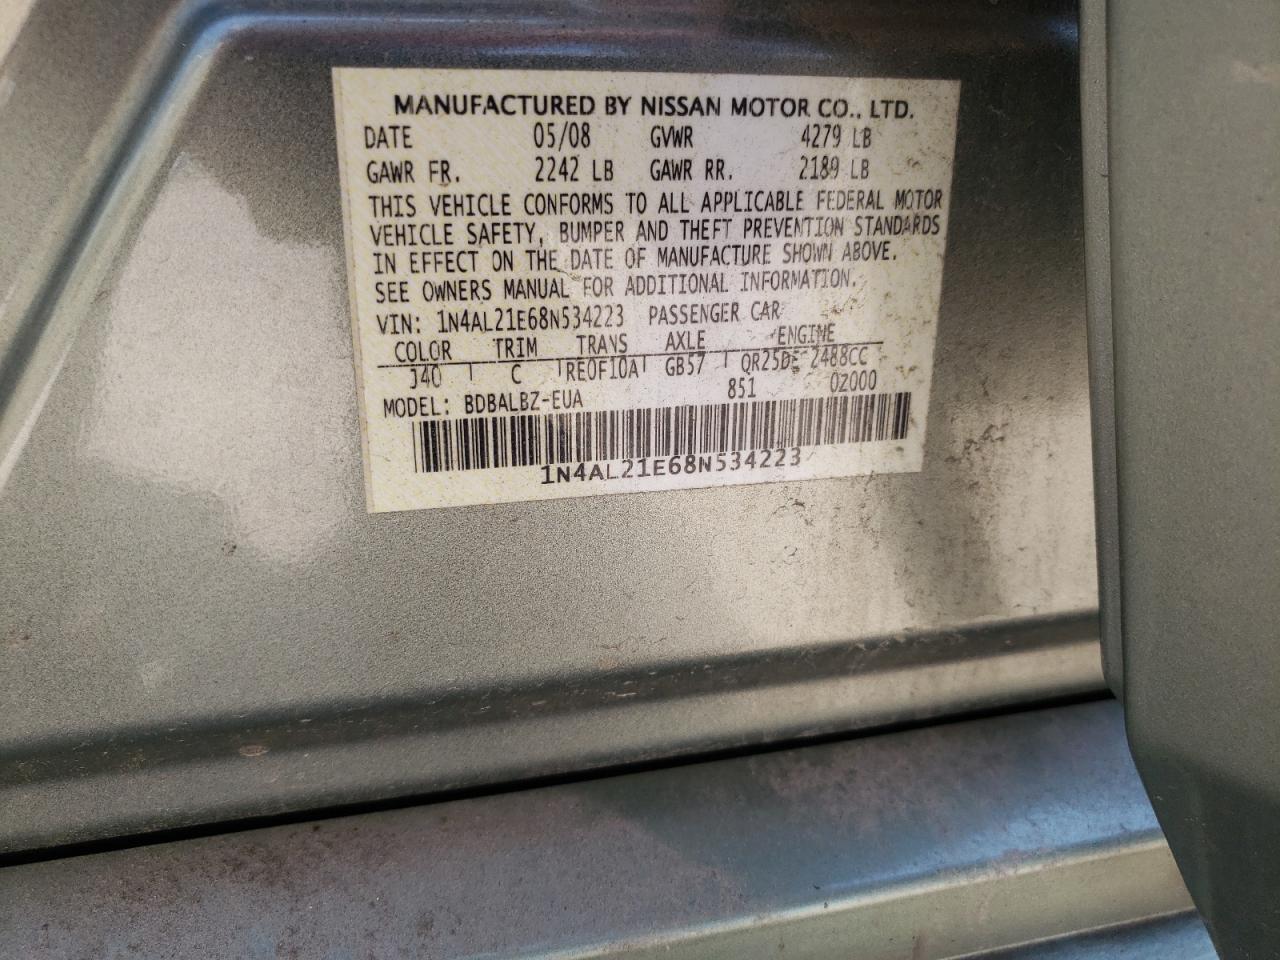 MANUFACTURED BY NISSAN MOTOR CO., LTD.
DATE 05/08 GVWR 4279 LB
GAWR FR. 2242 LB GAWR RR. 2189 LB
THIS VEHICLE CONFORMS TO ALL APPLICABLE FEDERAL MOTOR
VEHICLE SAFETY, BUMPER AND THEFT PREVENTION STANDARDS
IN EFFECT ON THE DATE OF MANUFACTURE SHOWN ABOVE.
SEE OWNERS MANUAL FOR ADDITIONAL INFORMATION.
VIN: 1N4AL21E68N534223 PASSENGER CAR
COLOR TRIM TRANS AXLE ENGINE
J40 C RE0F10A GB57 QR25DE 2488CC
MODEL: BDBALBZ-EUA 851 02000
1N4AL21E68N534223